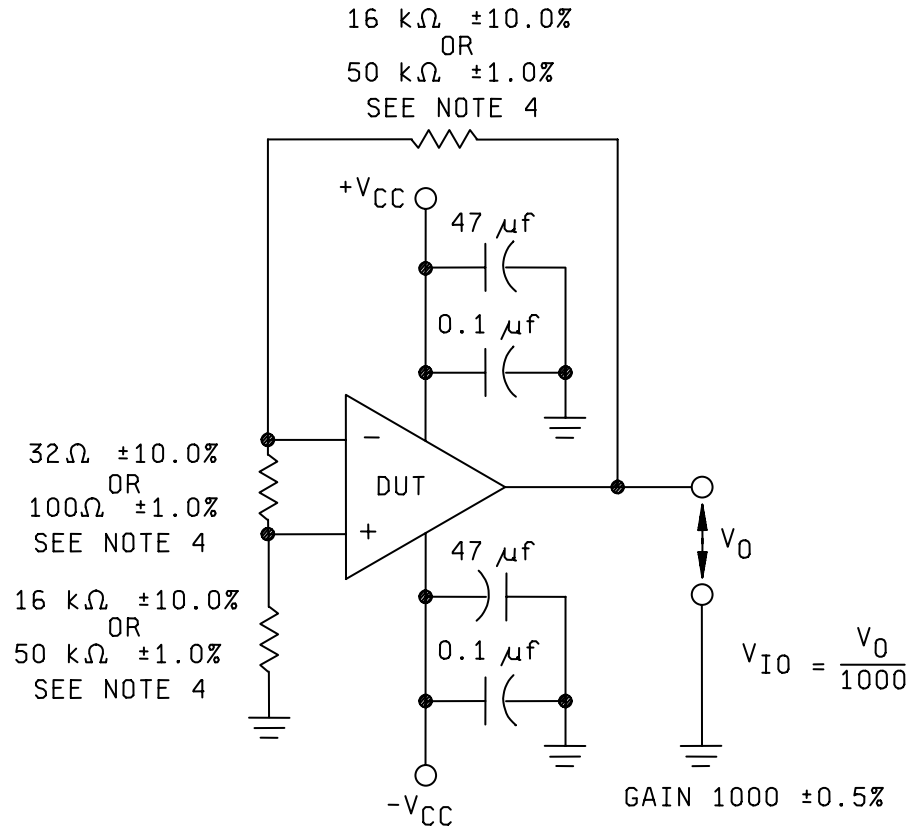 16 kΩ ±10.0%
OR
50 kΩ ±1.0%
SEE NOTE 4
+VCC
47 µf
0.1 µf
32Ω ±10.0%
OR
100Ω ±1.0%
SEE NOTE 4
−
DUT
+
16 kΩ ±10.0%
OR
50 kΩ ±1.0%
SEE NOTE 4
47 µf
0.1 µf
−VCC
VO
VIO = VO
1000
GAIN 1000 ±0.5%